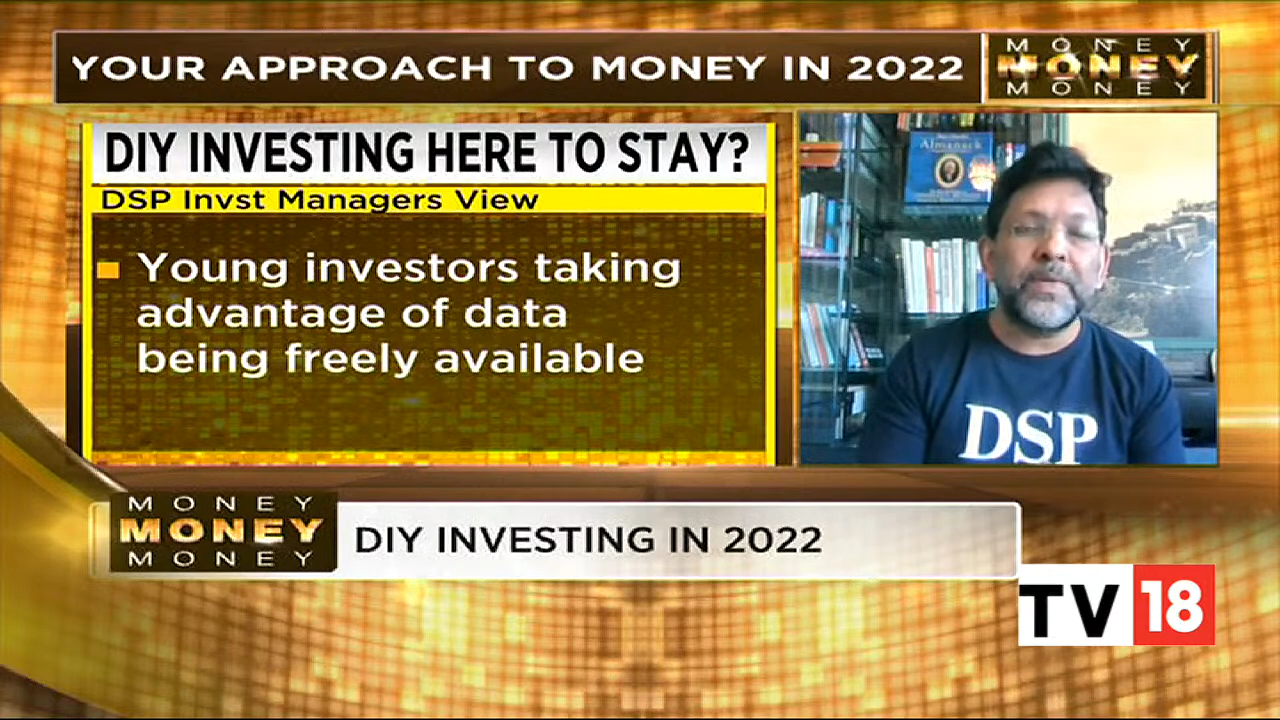 YOUR APPROACH TO MONEY IN 2022
MONEY
MONEY
MONEY
DIY INVESTING HERE TO STAY?
DSP Invst Managers View
Young investors taking
advantage of data
being freely available
Almanack
DSP
MONEY
MONEY
MONEY
DIY INVESTING IN 2022
TV18